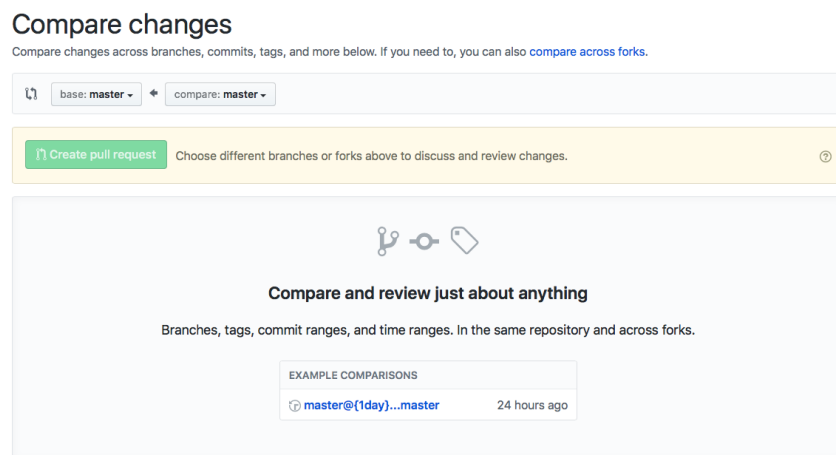 Compare changes
Compare changes across branches, commits, tags, and more below. If you need to, you can also compare across forks.
base: master compare: master
Create pull request Choose different branches or forks above to discuss and review changes.
Compare and review just about anything
Branches, tags, commit ranges, and time ranges. In the same repository and across forks.
EXAMPLE COMPARISONS
master@{1day}...master 24 hours ago